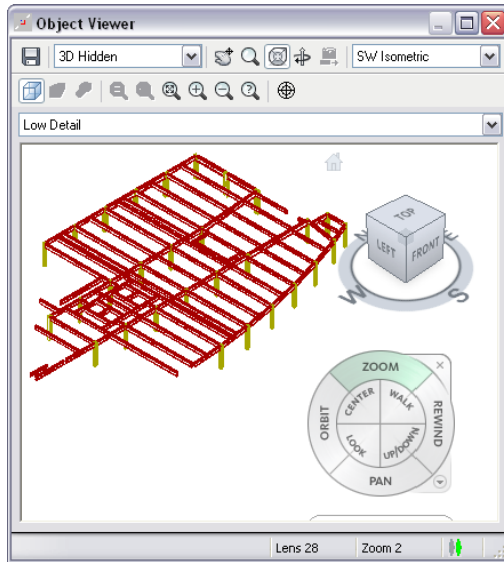 Object Viewer
3D Hidden
SW Isometric
Low Detail
TOP
LEFT
FRONT
W
S
ZOOM
CENTER
WALK
ORBIT
REWIND
LOOK
UP/DOWN
PAN
Lens 28
Zoom 2